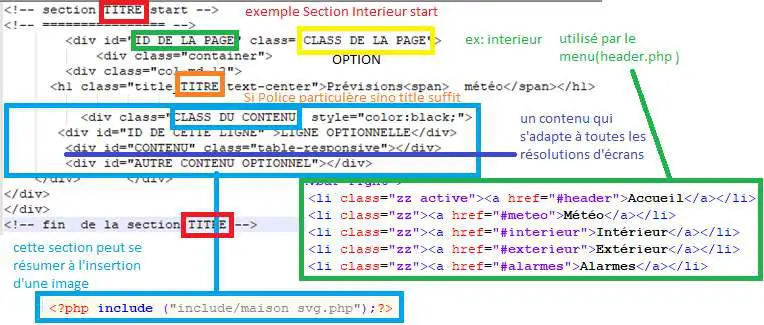 <!-- section TITRE start --> exemple Section Interieur start
<!-- ================ -->
<div id="ID DE LA PAGE" class="CLASS DE LA PAGE"> ex: interieur
utilisé par le
menu(header.php )
<div class="container"> OPTION
<div class="col-md-12">
<h1 class="title TITRE text-center">Prévisions<span> météo</span></h1>
Si Police particulère sino title suffit
<div class="CLASS DU CONTENU" style="color:black;">
<div id="ID DE CETTE LIGNE" >LIGNE OPTIONNELLE</div>
<div id="CONTENU" class="table-responsive"></div>
<div id="AUTRE CONTENU OPTIONNEL"></div>
un contenu qui
s'adapte à toutes les
résolutions d'écrans
</div> </div> </div>
</div>
</div>
<!-- fin de la section TITRE -->
<li class="zz active"><a href="#header">Accueil</a></li>
<li class="zz"><a href="#meteo">Météo</a></li>
<li class="zz"><a href="#interieur">Intérieur</a></li>
<li class="zz"><a href="#exterieur">Extérieur</a></li>
<li class="zz"><a href="#alarmes">Alarmes</a></li>
cette section peut se
résumer à l'insertion
d'une image
<?php include ("include/maison_svg.php");?>